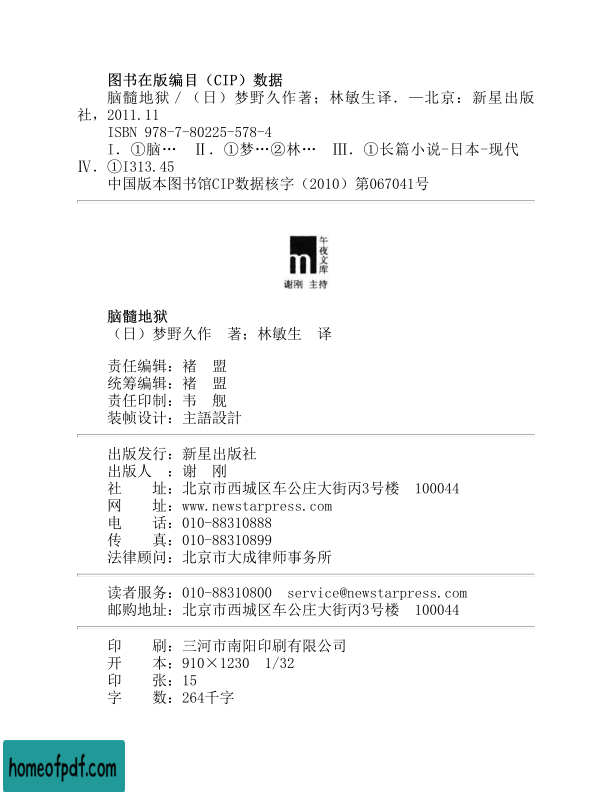 图书在版编目（CIP）数据
脑髓地狱／（日）梦野久作著；林敏生译．—北京：新星出版
社，2011.11
ISBN 978-7-80225-578-4
I．①脑…　Ⅱ．①梦…②林…　Ⅲ．①长篇小说-日本-现代
Ⅳ．①I313.45
中国版本图书馆CIP数据核字（2010）第067041号
m 午夜文库
谢刚　主持
脑髓地狱
（日）梦野久作　著；林敏生　译
责任编辑：褚　盟
统筹编辑：褚　盟
责任印制：韦　舰
装帧设计：主語設計
出版发行：新星出版社
出版人　：谢　刚
社　　址：北京市西城区车公庄大街丙3号楼　100044
网　　址：www.newstarpress.com
电　　话：010-88310888
传　　真：010-88310899
法律顾问：北京市大成律师事务所
读者服务：010-88310800　service@newstarpress.com
邮购地址：北京市西城区车公庄大街丙3号楼　100044
印　　刷：三河市南阳印刷有限公司
开　　本：910×1230　1/32
印　　张：15
字　　数：264千字
homeofpdf.com